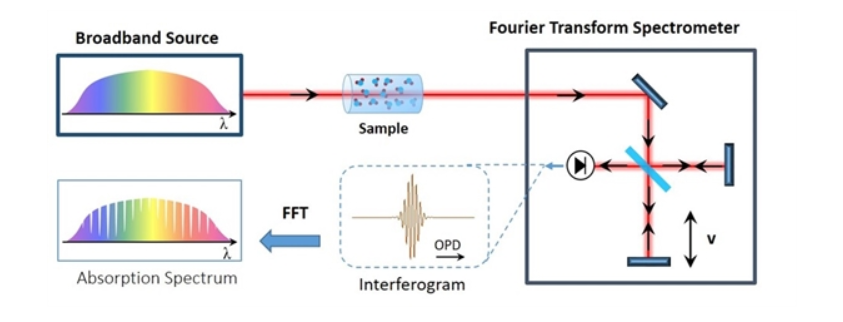 Fourier Transform Spectrometer
Broadband Source
λ
Sample
FFT
OPD
v
λ
Absorption Spectrum
Interferogram